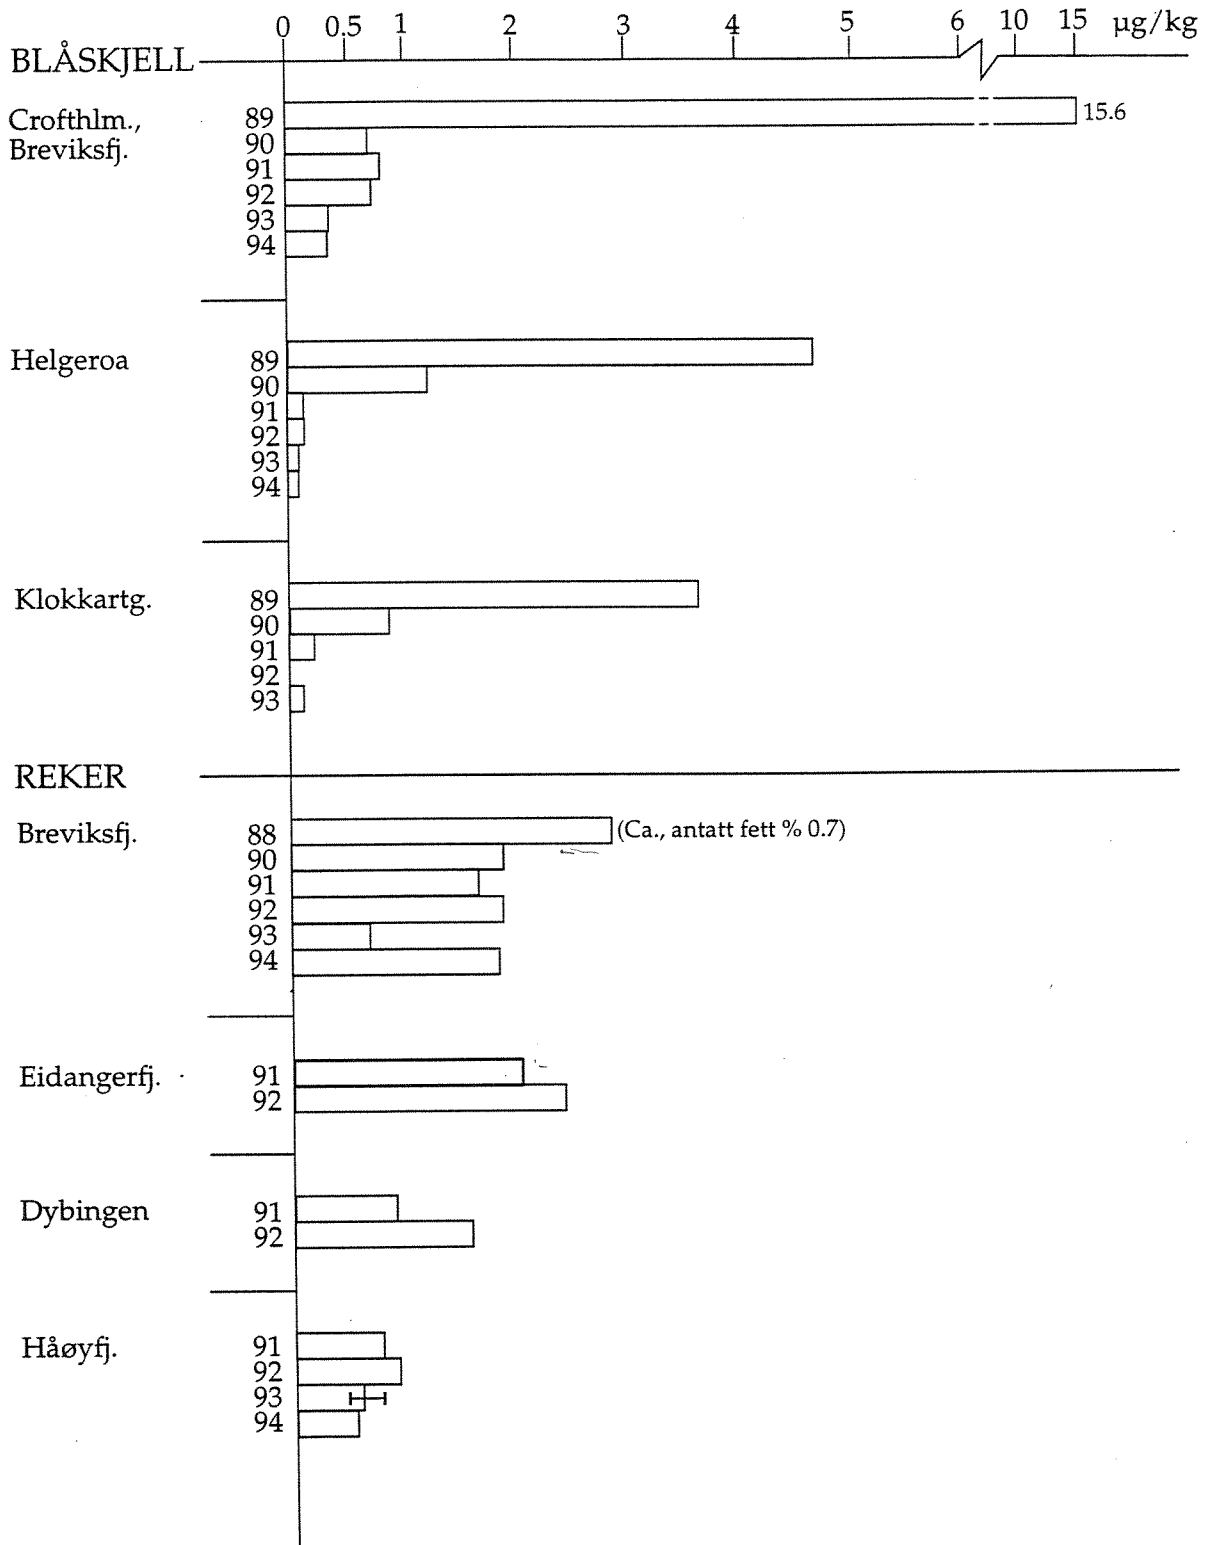 0 0.5 1 2 3 4 5 6 10 15 µg/kg
BLÅSKJELL
Crofthlm.,
Breviksfj.
89 15.6
90
91
92
93
94
Helgeroa
89
90
91
92
93
94
Klokkartg.
89
90
91
92
93
REKER
Breviksfj.
88 (Ca., antatt fett % 0.7)
90
91
92
93
94
Eidangerfj.
91
92
Dybingen
91
92
Håøyfj.
91
92
93
94